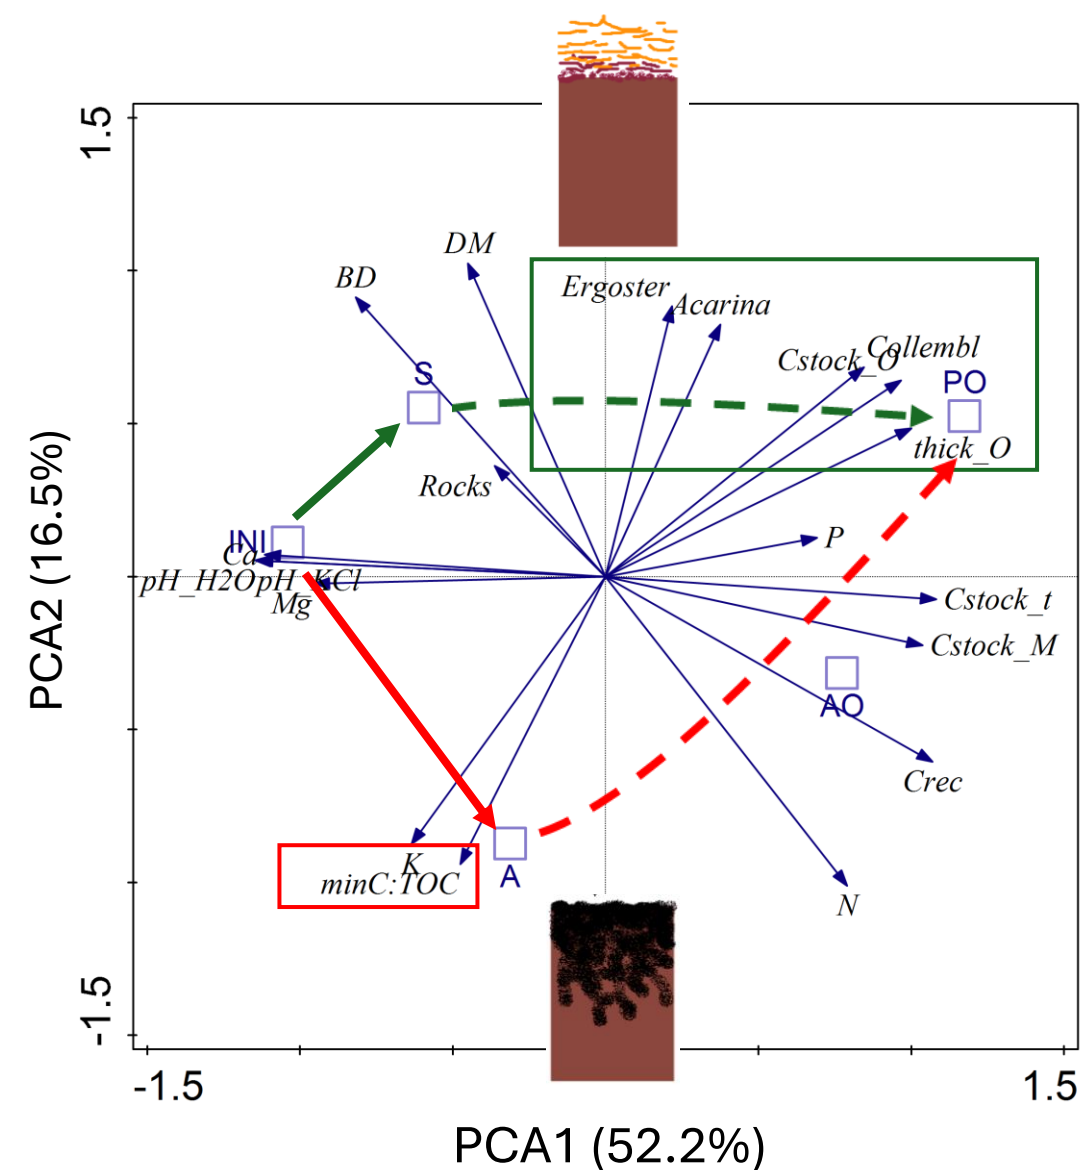 1.5
DM
BD
Ergoster
Acarina
Collembl
Cstock_O
S
PO
thick_O
Rocks
P
INI
Ca
pH_H2OpH_KCl
Mg
Cstock_t
Cstock_M
AO
Crec
K
minC:TOC
A
N
PCA2 (16.5%)
-1.5
-1.5
1.5
PCA1 (52.2%)